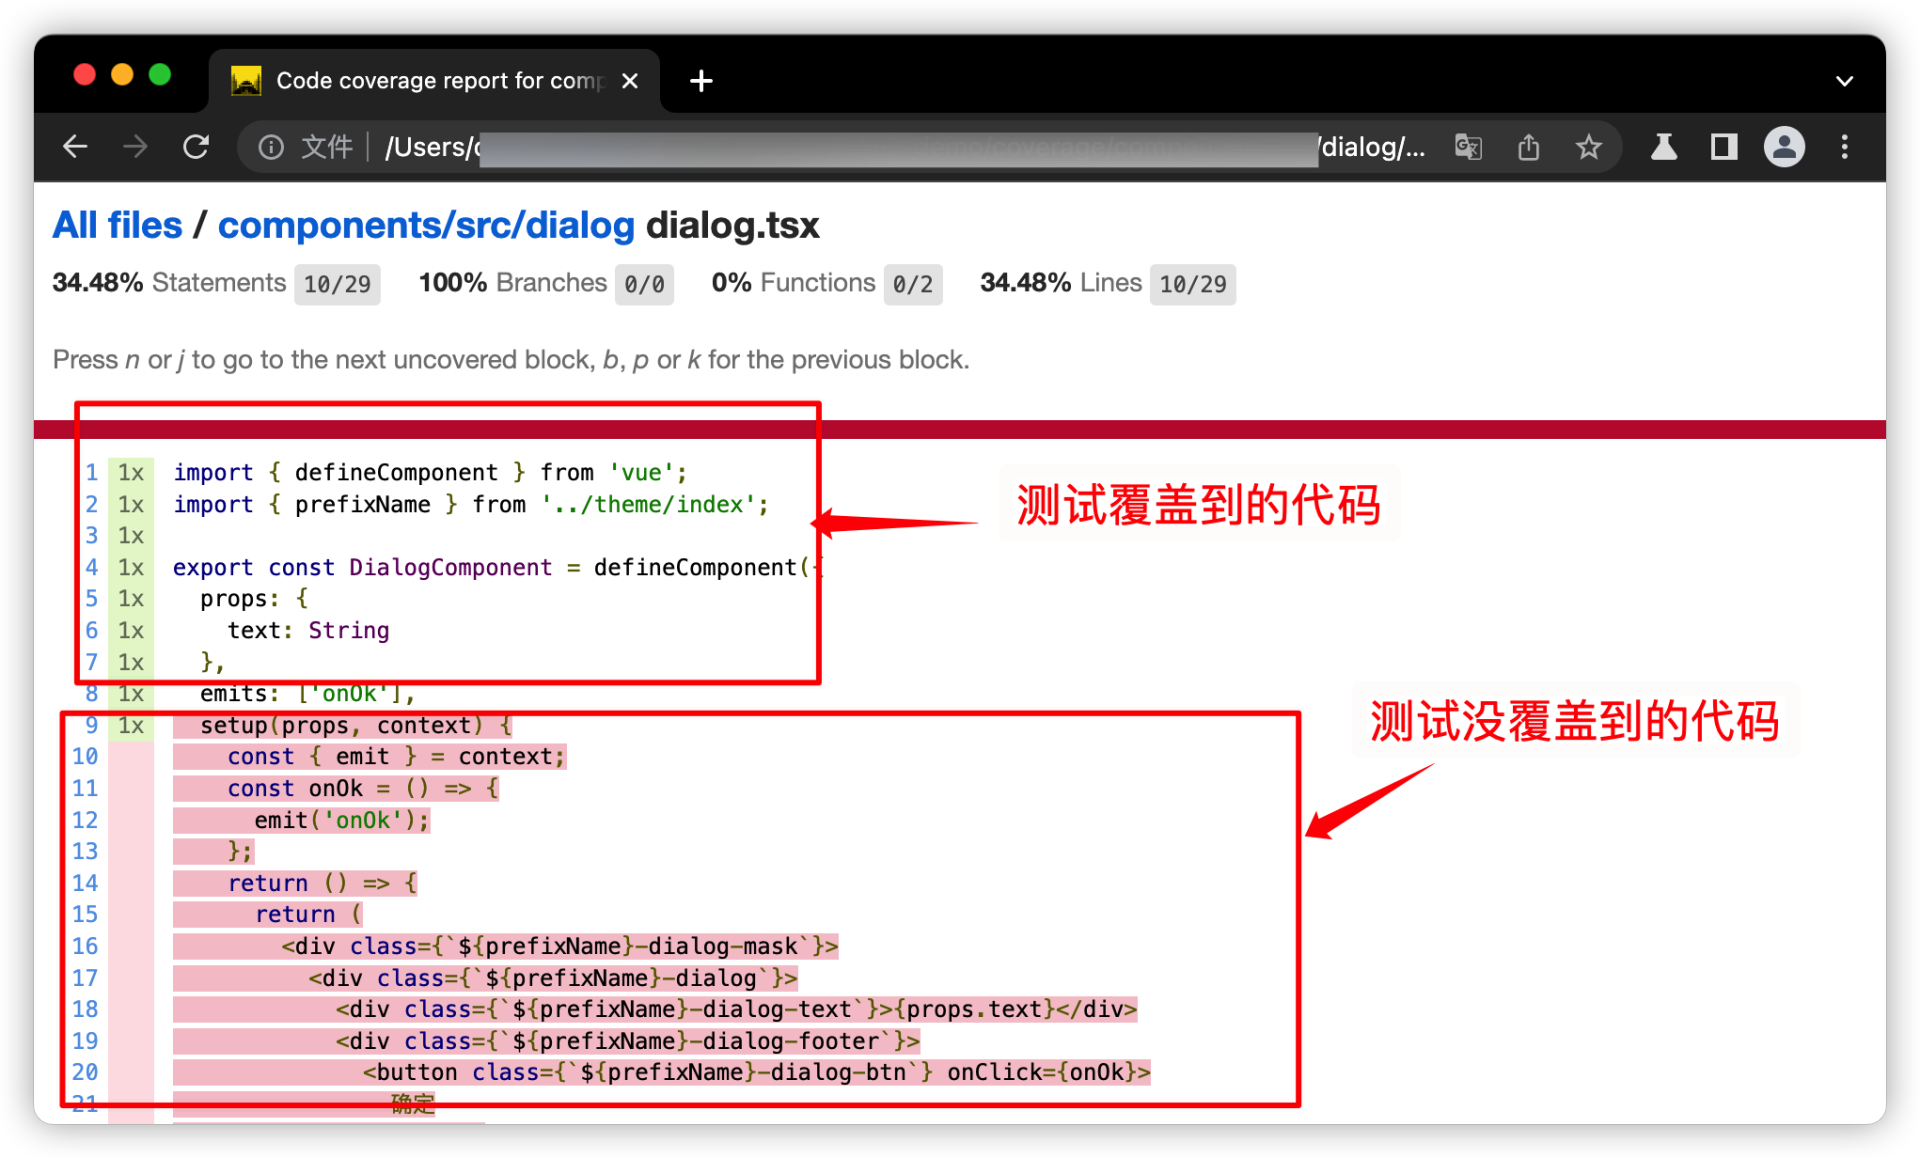 Code coverage report for comp
文件 /Users/ /dialog/...
All files / components/src/dialog dialog.tsx
34.48% Statements 10/29 100% Branches 0/0 0% Functions 0/2 34.48% Lines 10/29
Press n or j to go to the next uncovered block, b, p or k for the previous block.
1 1x import { defineComponent } from 'vue';
2 1x import { prefixName } from '../theme/index';
测试覆盖到的代码
3 1x
4 1x export const DialogComponent = defineComponent({
5 1x props: {
6 1x text: String
7 1x },
8 1x emits: ['onOk'],
9 1x setup(props, context) {
测试没覆盖到的代码
10 const { emit } = context;
11 const onOk = () => {
12 emit('onOk');
13 };
14 return () => {
15 return (
16 <div class={`${prefixName}-dialog-mask`}>
17 <div class={`${prefixName}-dialog`}>
18 <div class={`${prefixName}-dialog-text`}>{props.text}</div>
19 <div class={`${prefixName}-dialog-footer`}>
20 <button class={`${prefixName}-dialog-btn`} onClick={onOk}>
21 确定